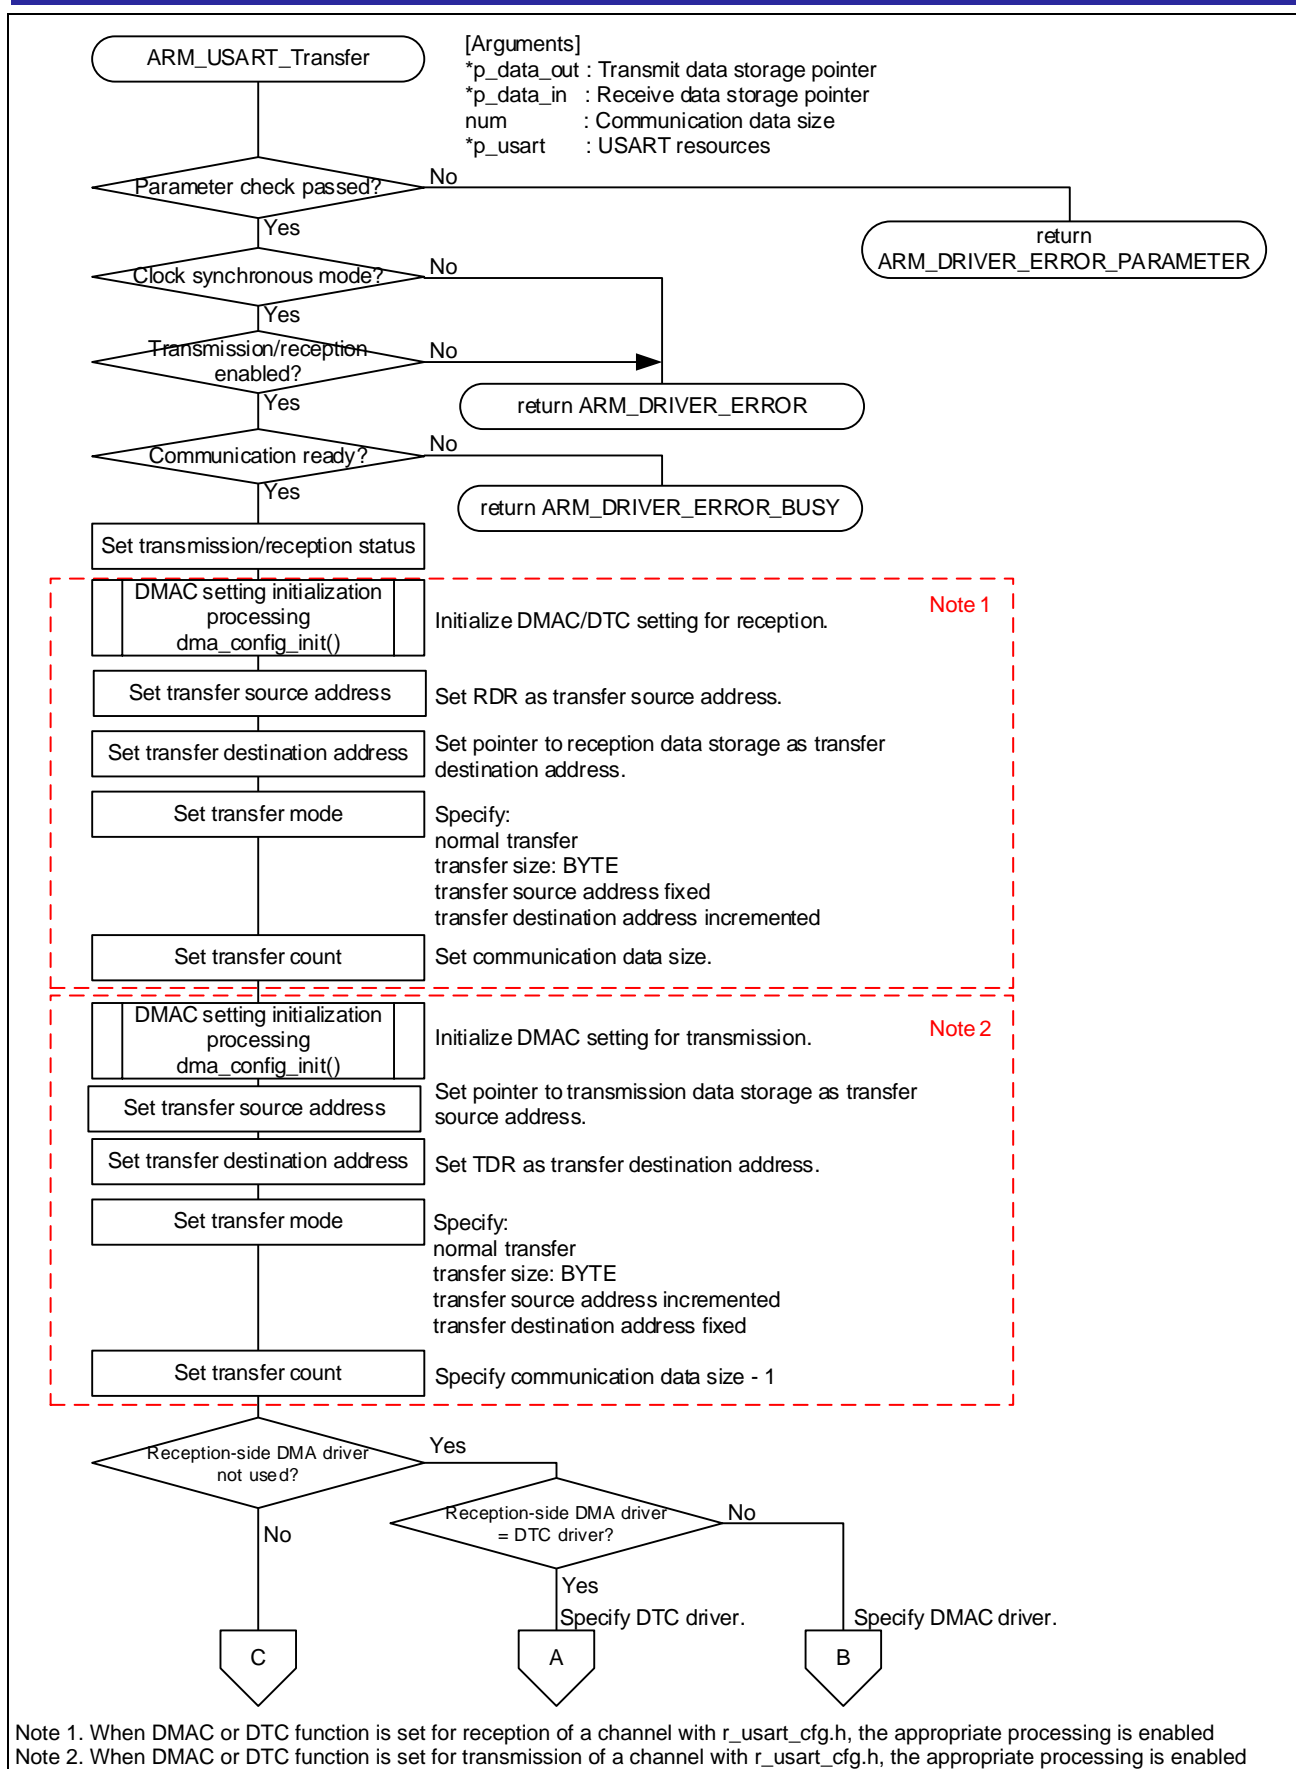 ARM_USART_Transfer
[Arguments]
*p_data_out : Transmit data storage pointer
*p_data_in : Receive data storage pointer
num : Communication data size
*p_usart : USART resources
Parameter check passed?
No
Yes
return
ARM_DRIVER_ERROR_PARAMETER
Clock synchronous mode?
No
Yes
Transmission/reception
enabled?
No
Yes
return ARM_DRIVER_ERROR
Communication ready?
No
Yes
return ARM_DRIVER_ERROR_BUSY
Set transmission/reception status
DMAC setting initialization
processing
dma_config_init()
Initialize DMAC/DTC setting for reception.
Note 1
Set transfer source address
Set RDR as transfer source address.
Set transfer destination address
Set pointer to reception data storage as transfer
destination address.
Set transfer mode
Specify:
normal transfer
transfer size: BYTE
transfer source address fixed
transfer destination address incremented
Set transfer count
Set communication data size.
DMAC setting initialization
processing
dma_config_init()
Initialize DMAC setting for transmission.
Note 2
Set transfer source address
Set pointer to transmission data storage as transfer
source address.
Set transfer destination address
Set TDR as transfer destination address.
Set transfer mode
Specify:
normal transfer
transfer size: BYTE
transfer source address incremented
transfer destination address fixed
Set transfer count
Specify communication data size - 1
Reception-side DMA driver
not used?
Yes
No
Reception-side DMA driver
= DTC driver?
No
Yes
Specify DTC driver.
Specify DMAC driver.
C
A
B
Note 1. When DMAC or DTC function is set for reception of a channel with r_usart_cfg.h, the appropriate processing is enabled
Note 2. When DMAC or DTC function is set for transmission of a channel with r_usart_cfg.h, the appropriate processing is enabled